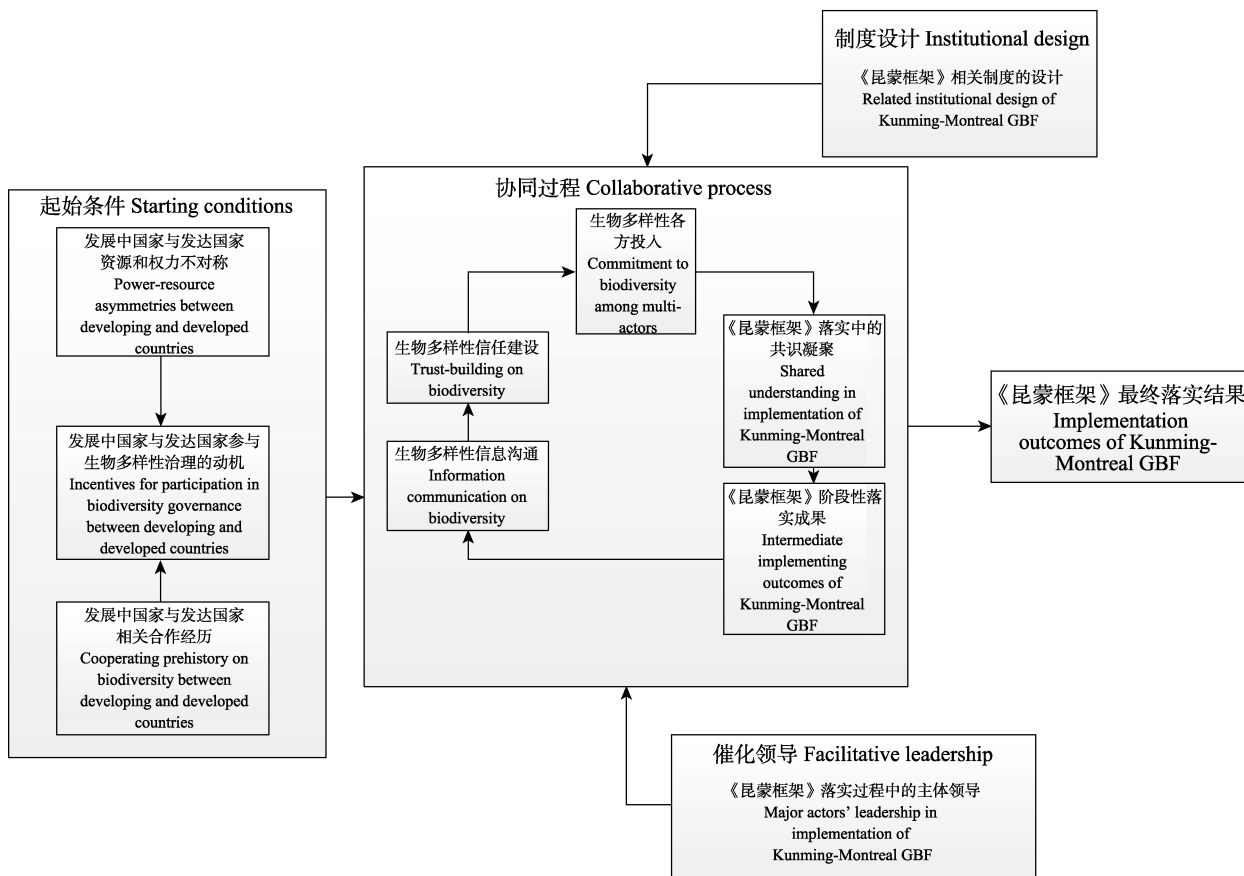 制度设计 Institutional design
《昆蒙框架》相关制度的设计
Related institutional design of
Kunming-Montreal GBF
起始条件 Starting conditions
发展中国家与发达国家
资源和权力不对称
Power-resource
asymmetries between
developing and developed
countries
发展中国家与发达国家参与
生物多样性治理的动机
Incentives for participation in
biodiversity governance
between developing and
developed countries
发展中国家与发达国家
相关合作经历
Cooperating prehistory on
biodiversity between
developing and developed
countries
协同过程 Collaborative process
生物多样性各
方投入
Commitment to
biodiversity
among multi-
actors
生物多样性信任建设
Trust-building on
biodiversity
生物多样性信息沟通
Information
communication on
biodiversity
《昆蒙框架》落实中的
共识凝聚
Shared
understanding in
implementation of
Kunming-Montreal
GBF
《昆蒙框架》阶段性落
实成果
Intermediate
implementing
outcomes of
Kunming-Montreal
GBF
《昆蒙框架》最终落实结果
Implementation
outcomes of Kunming-
Montreal GBF
催化领导 Facilitative leadership
《昆蒙框架》落实过程中的主体领导
Major actors’ leadership in
implementation of
Kunming-Montreal GBF